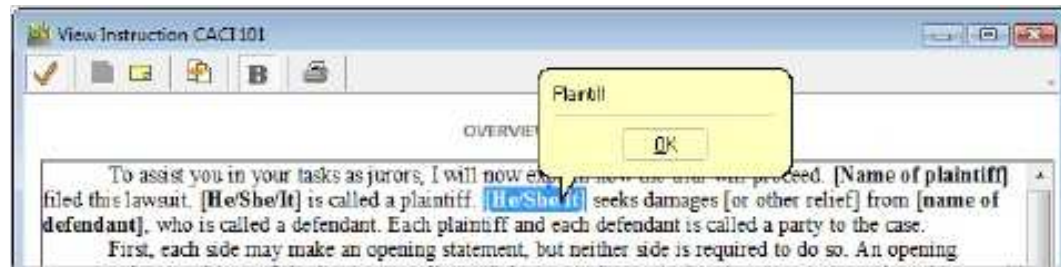 View Instruction CACI 101
B
Plaintiff
OVERVIE
OK
To assist you in your tasks as jurors, I will now ex how the trial will proceed. [Name of plaintiff]
filed this lawsuit. [He/She/It] is called a plaintiff. [He/She/It] seeks damages [or other relief] from [name of
defendant], who is called a defendant. Each plaintiff and each defendant is called a party to the case.
First, each side may make an opening statement, but neither side is required to do so. An opening